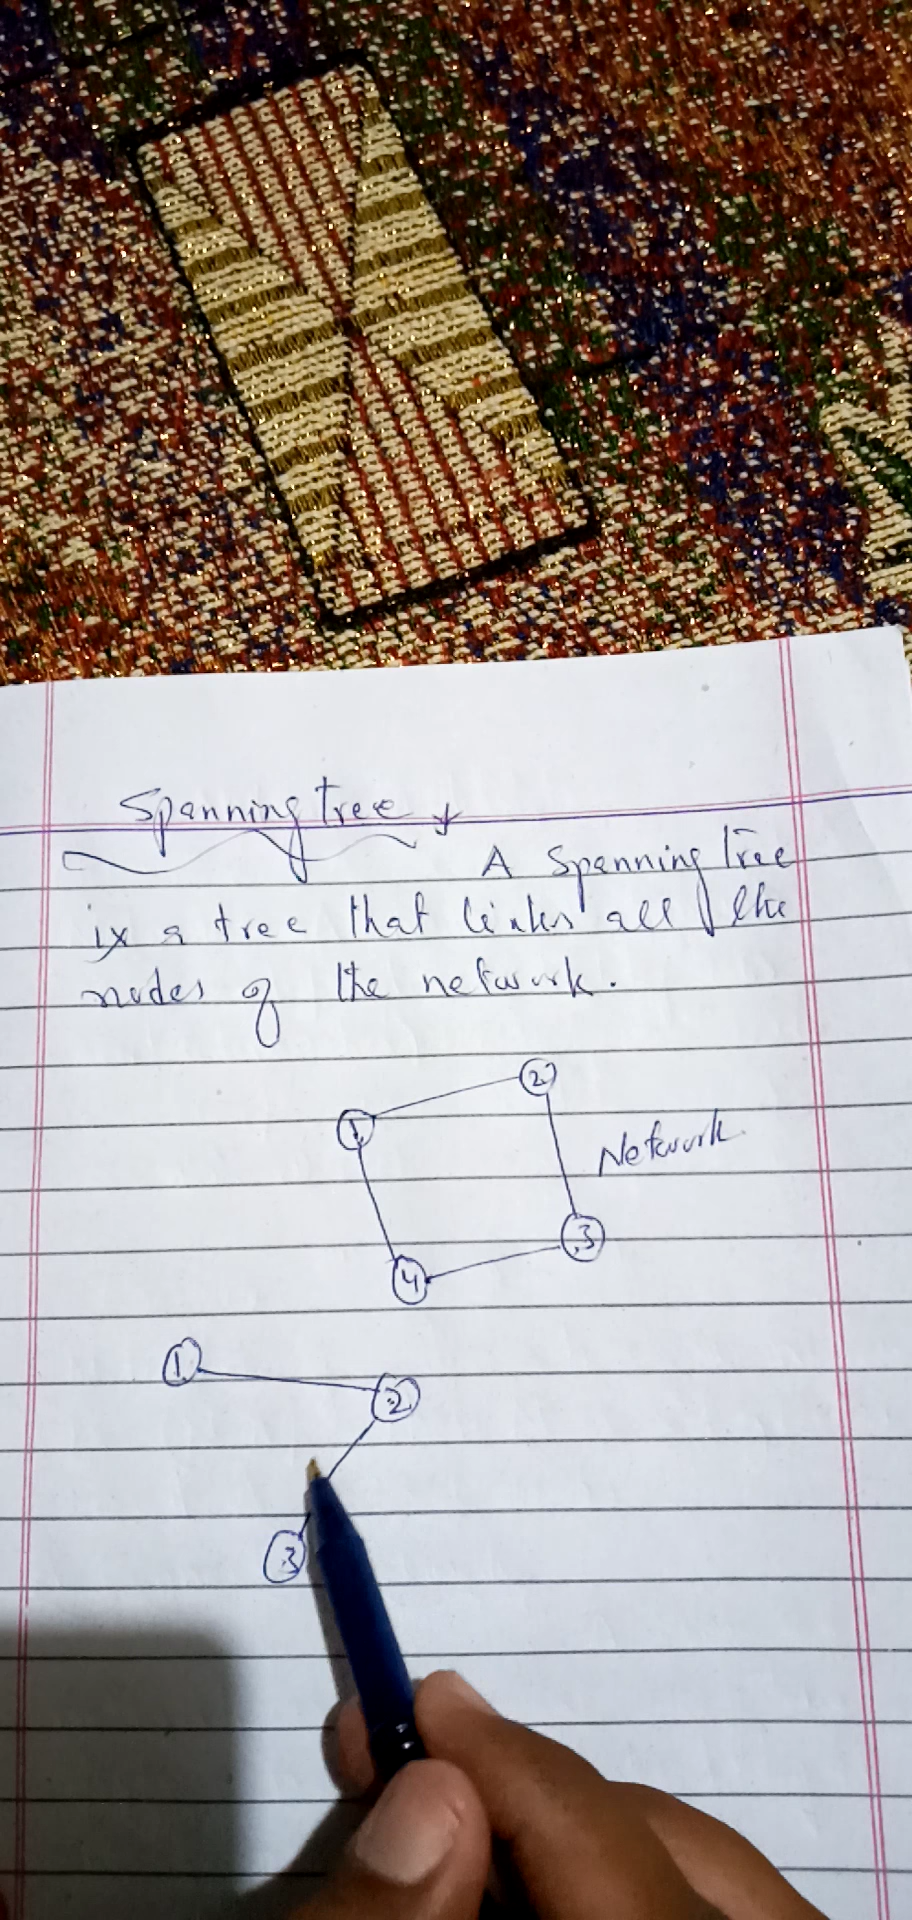 Spanning Tree
A Spanning Tree
is a tree that links all the
nodes of the network.
2
1
Network
3
4
1
2
3